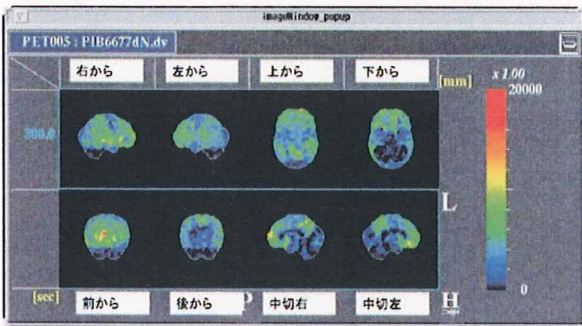 imageWindow_popup
PET005 : PIB6677dN.dv
右から 左から 上から 下から [mm] x 1.00
20000
300.0
L
0
[sec] 前から 後から P 中切右 中切左 H